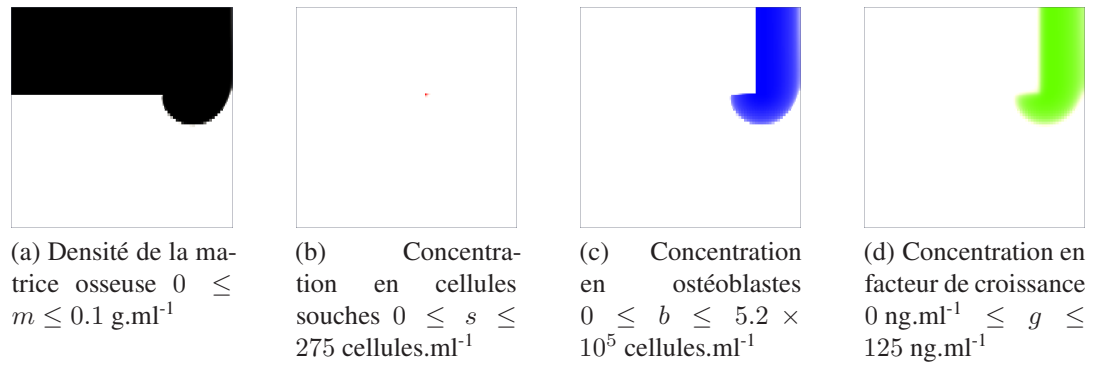 (a) Densité de la ma-
trice osseuse 0 ≤
m ≤ 0.1 g.ml⁻¹
(b) Concentra-
tion en cellules
souches 0 ≤ s ≤
275 cellules.ml⁻¹
(c) Concentration
en ostéoblastes
0 ≤ b ≤ 5.2 ×
10⁵ cellules.ml⁻¹
(d) Concentration en
facteur de croissance
0 ng.ml⁻¹ ≤ g ≤
125 ng.ml⁻¹